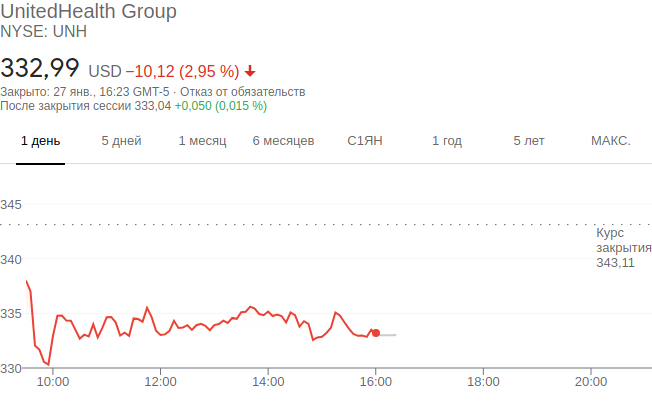 UnitedHealth Group
NYSE: UNH
332,99 USD −10,12 (2,95 %)
Закрыто: 27 янв., 16:23 GMT-5 · Отказ от обязательств
После закрытия сессии 333,04 +0,050 (0,015 %)
1 день 5 дней 1 месяц 6 месяцев С1ЯН 1 год 5 лет МАКС.
345
Курс
закрытия
340
343,11
335
330
10:00 12:00 14:00 16:00 18:00 20:00